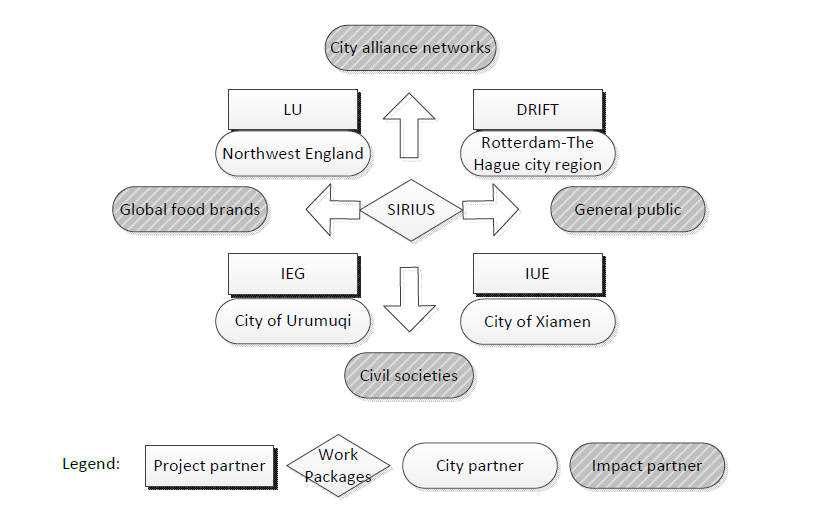 City alliance networks
LU
DRIFT
Northwest England
Rotterdam-The
Hague city region
Global food brands
SIRIUS
General public
IEG
IUE
City of Urumuqi
City of Xiamen
Civil societies
Legend:
Project partner
Work
Packages
City partner
Impact partner